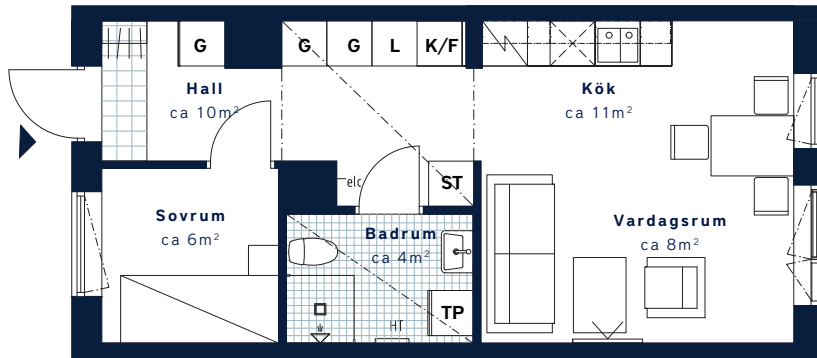 G
G
G
L
K/F
Hall
ca 10m²
Kök
ca 11m²
elc
ST
Sovrum
ca 6m²
Badrum
ca 4m²
Vardagsrum
ca 8m²
TP
HT